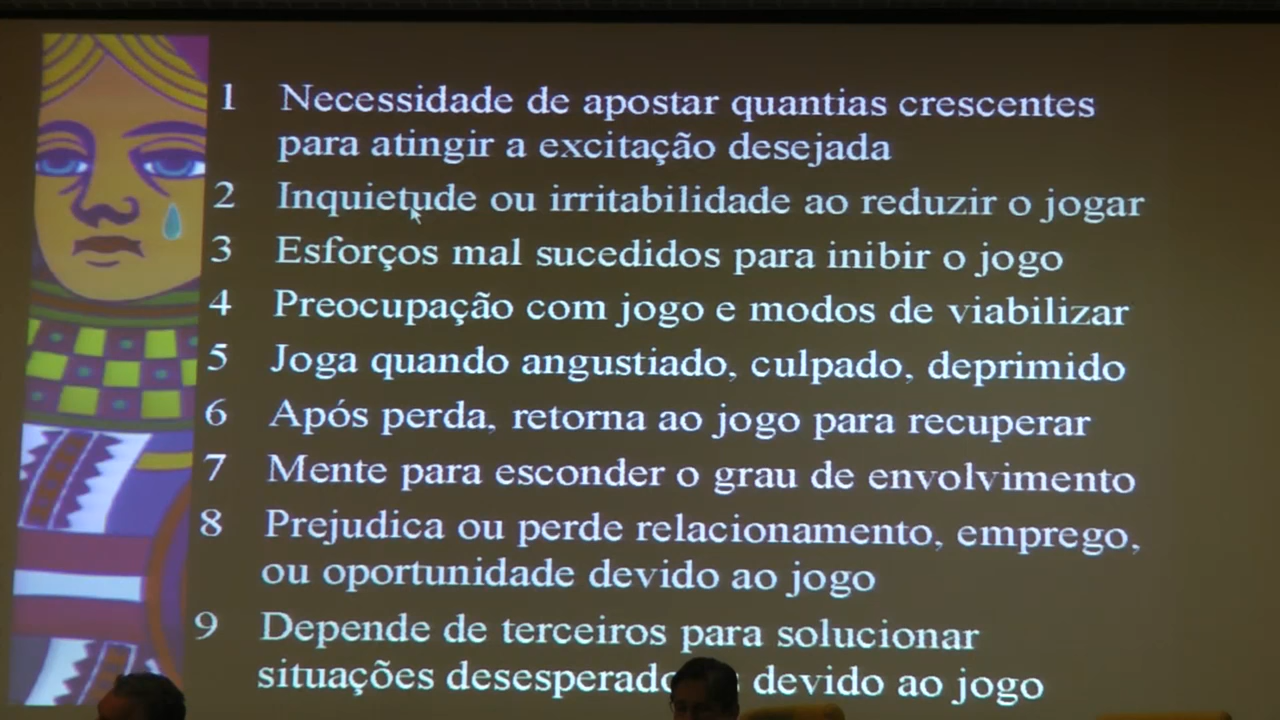 1 Necessidade de apostar quantias crescentes
para atingir a excitação desejada
2 Inquietude ou irritabilidade ao reduzir o jogar
3 Esforços mal sucedidos para inibir o jogo
4 Preocupação com jogo e modos de viabilizar
5 Joga quando angustiado, culpado, deprimido
6 Após perda, retorna ao jogo para recuperar
7 Mente para esconder o grau de envolvimento
8 Prejudica ou perde relacionamento, emprego,
ou oportunidade devido ao jogo
9 Depende de terceiros para solucionar
situações devido ao jogo